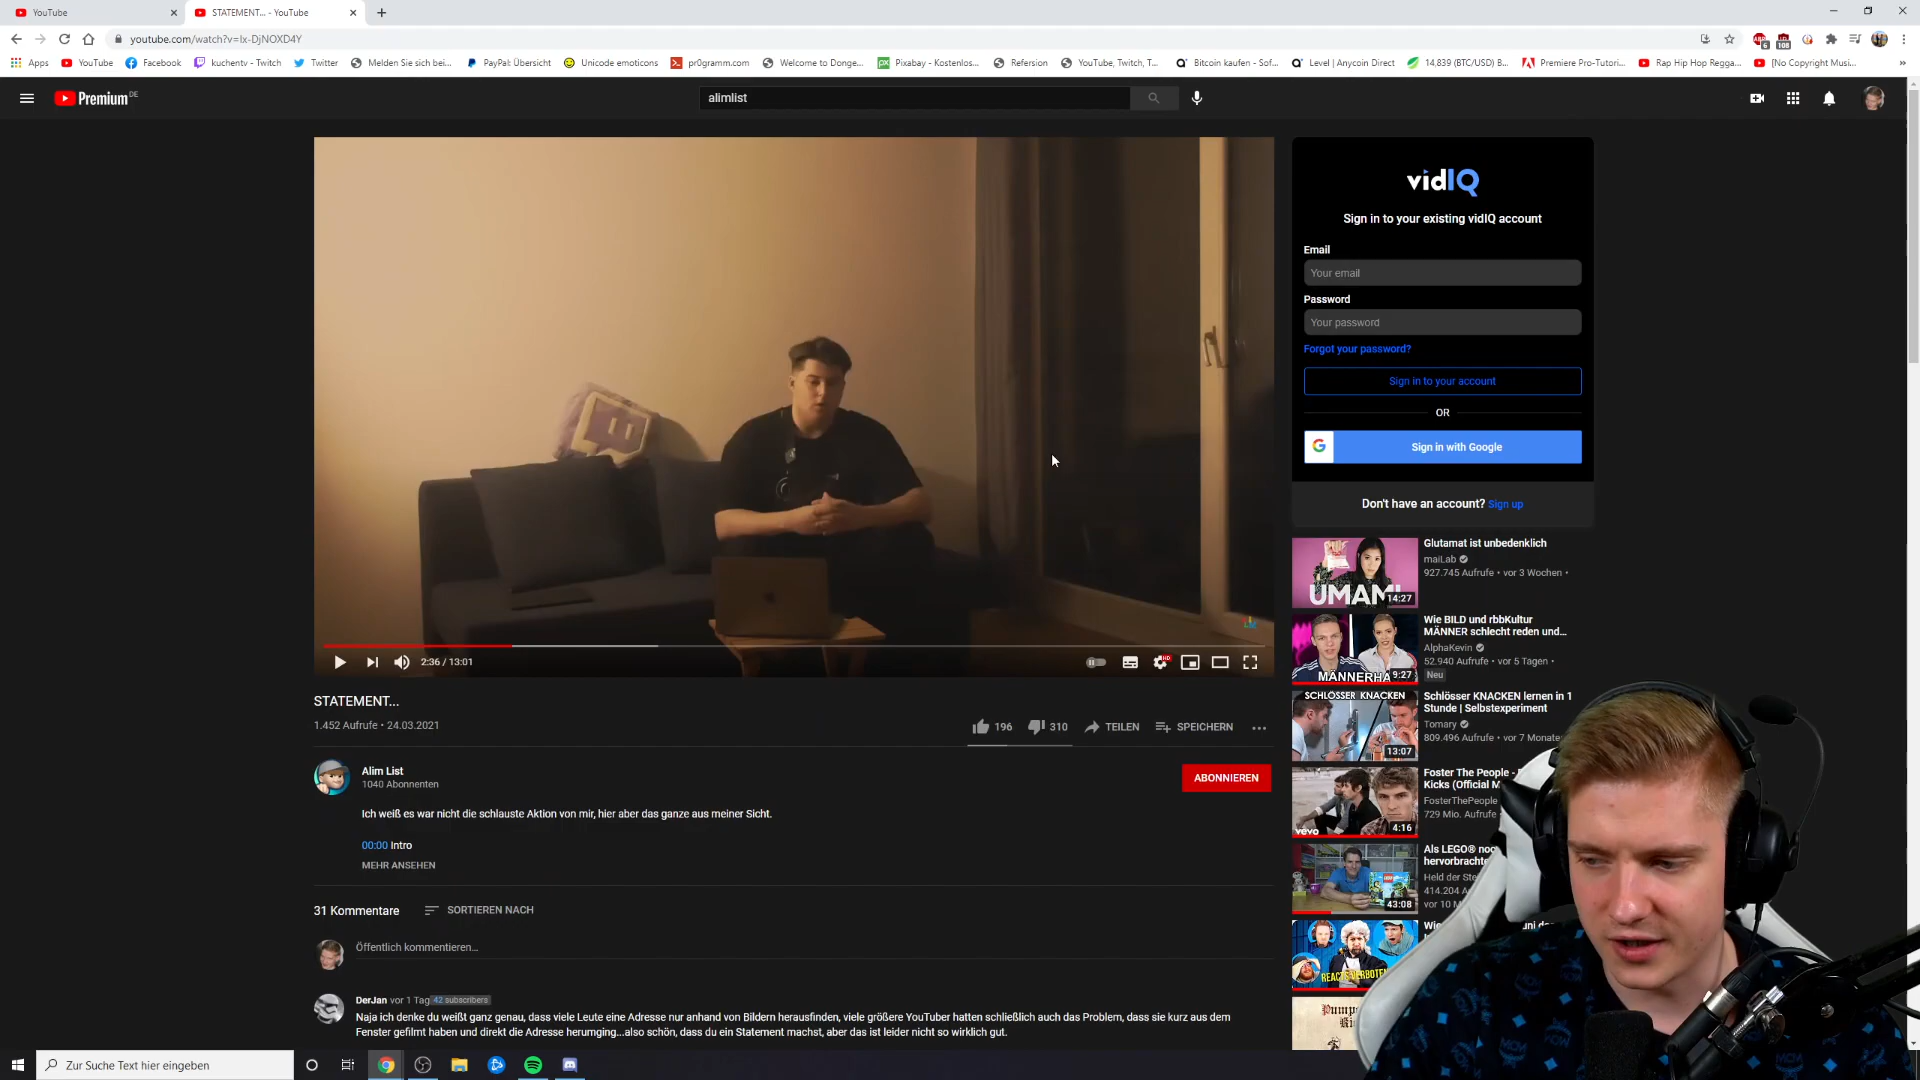 YouTube
STATEMENT... - YouTube
youtube.com/watch?v=lx-DjNOXD4Y
Apps
YouTube
Facebook
kuchentv - Twitch
Twitter
Melden Sie sich bei...
PayPal: Übersicht
Unicode emoticons
pr0gramm.com
Welcome to Donge...
Pixabay - Kostenlos...
Refersion
YouTube, Twitch, T...
Bitcoin kaufen - Sof...
Level | Anycoin Direct
14,839 (BTC/USD) B...
Premiere Pro-Tutori...
Rap Hip Hop Regga...
[No Copyright Musi...
Premium DE
alimlist
2:36 / 13:01
STATEMENT...
1.452 Aufrufe • 24.03.2021
196
310
TEILEN
SPEICHERN
Alim List
1040 Abonnenten
ABONNIEREN
Ich weiß es war nicht die schlauste Aktion von mir, hier aber das ganze aus meiner Sicht.
00:00 Intro
MEHR ANSEHEN
31 Kommentare
SORTIEREN NACH
Öffentlich kommentieren...
DerJan vor 1 Tag 42 subscribers
Naja ich denke du weißt ganz genau, dass viele Leute eine Adresse nur anhand von Bildern herausfinden, viele größere YouTuber hatten schließlich auch das Problem, dass sie kurz aus dem
Fenster gefilmt haben und direkt die Adresse herumging...also schön, dass du ein Statement machst, aber das ist leider nicht so wirklich gut.
vidIQ
Sign in to your existing vidIQ account
Email
Your email
Password
Your password
Forgot your password?
Sign in to your account
OR
Sign in with Google
Don't have an account? Sign up
UMAMI
14:27
Glutamat ist unbedenklich
maiLab
927.745 Aufrufe • vor 3 Wochen •
MÄNNERHA
9:27
Wie BILD und rbbKultur
MÄNNER schlecht reden und...
AlphaKevin
52.940 Aufrufe • vor 5 Tagen •
Neu
SCHLÖSSER KNACKEN
13:07
Schlösser KNACKEN lernen in 1
Stunde | Selbstexperiment
Tomary
809.496 Aufrufe • vor 7 Monate
vevo
4:16
Foster The People -
Kicks (Official M
FosterThePeople
729 Mio. Aufrufe
43:08
Als LEGO® noc
hervorbrachte
Held der Ste
414.204 A
vor 10 M
REACTS VERBOTEN
Zur Suche Text hier eingeben